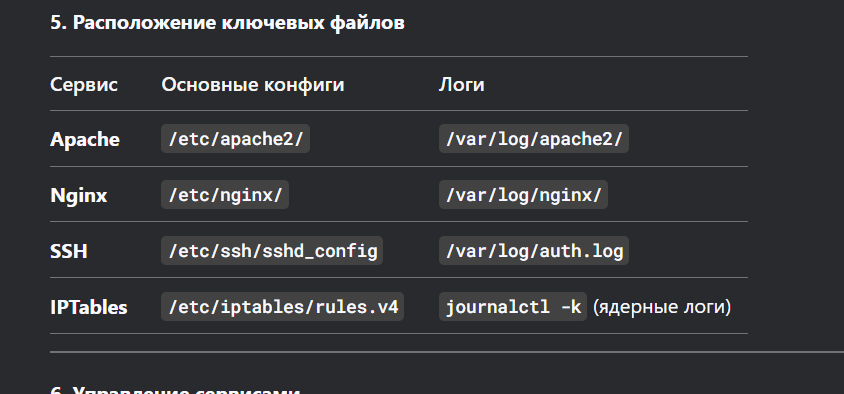 5. Расположение ключевых файлов
Сервис Основные конфиги Логи
Apache /etc/apache2/ /var/log/apache2/
Nginx /etc/nginx/ /var/log/nginx/
SSH /etc/ssh/sshd_config /var/log/auth.log
IPTables /etc/iptables/rules.v4 journalctl -k (ядерные логи)
6. Управление сервисами